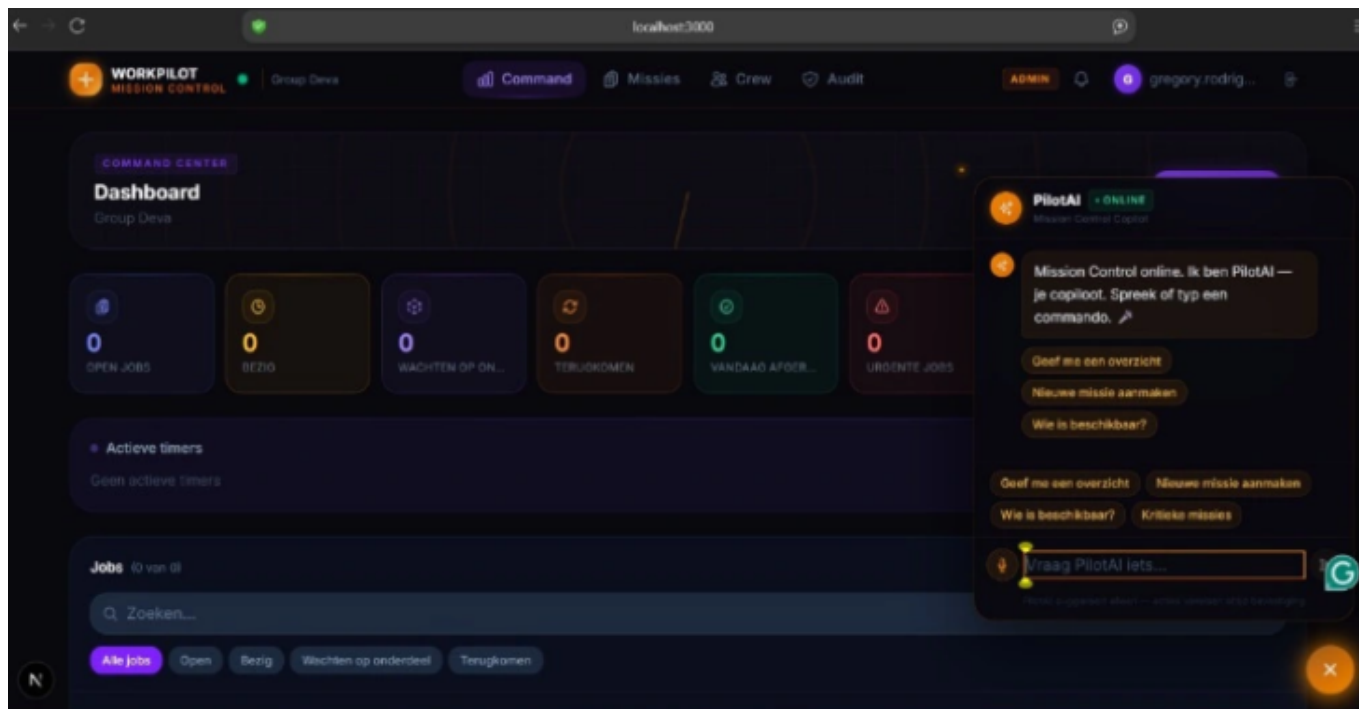 localhost:3000
WORKPILOT
MISSION CONTROL
Group Deva
Command
Missies
Crew
Audit
ADMIN
G
gregory.rodrig...
COMMAND CENTER
Dashboard
Group Deva
0
OPEN JOBS
0
BEZIG
0
WACHTEN OP ON...
0
TERUGKOMEN
0
VANDAAG AFGER...
0
URGENTE JOBS
Actieve timers
Geen actieve timers
Jobs (0 van 0)
Zoeken...
Alle jobs
Open
Bezig
Wachten op onderdeel
Terugkomen
N
PilotAI
• ONLINE
Mission Control Copilot
Mission Control online. Ik ben PilotAI —
je copiloot. Spreek of typ een
commando.
Geef me een overzicht
Nieuwe missie aanmaken
Wie is beschikbaar?
Geef me een overzicht
Nieuwe missie aanmaken
Wie is beschikbaar?
Kritieke missies
Vraag PilotAI iets...
G